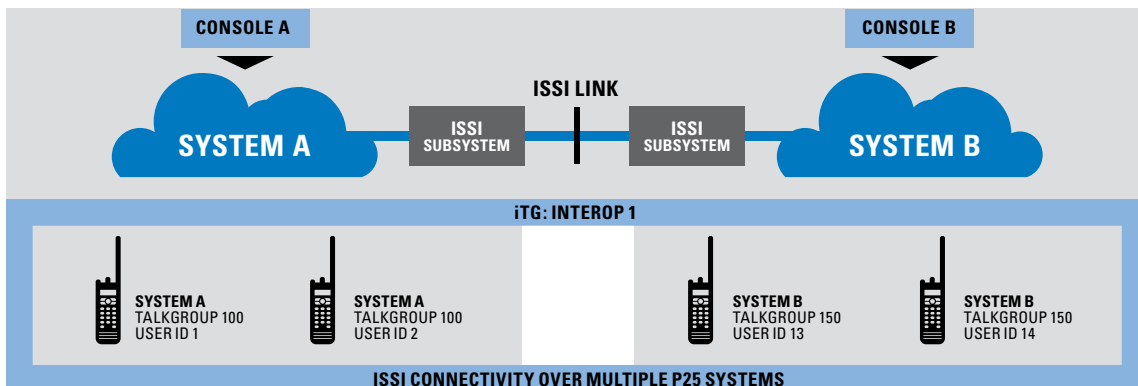 CONSOLE A
CONSOLE B
ISSI LINK
SYSTEM A
ISSI
SUBSYSTEM
ISSI
SUBSYSTEM
SYSTEM B
iTG: INTEROP 1
SYSTEM A
TALKGROUP 100
USER ID 1
SYSTEM A
TALKGROUP 100
USER ID 2
SYSTEM B
TALKGROUP 150
USER ID 13
SYSTEM B
TALKGROUP 150
USER ID 14
ISSI CONNECTIVITY OVER MULTIPLE P25 SYSTEMS